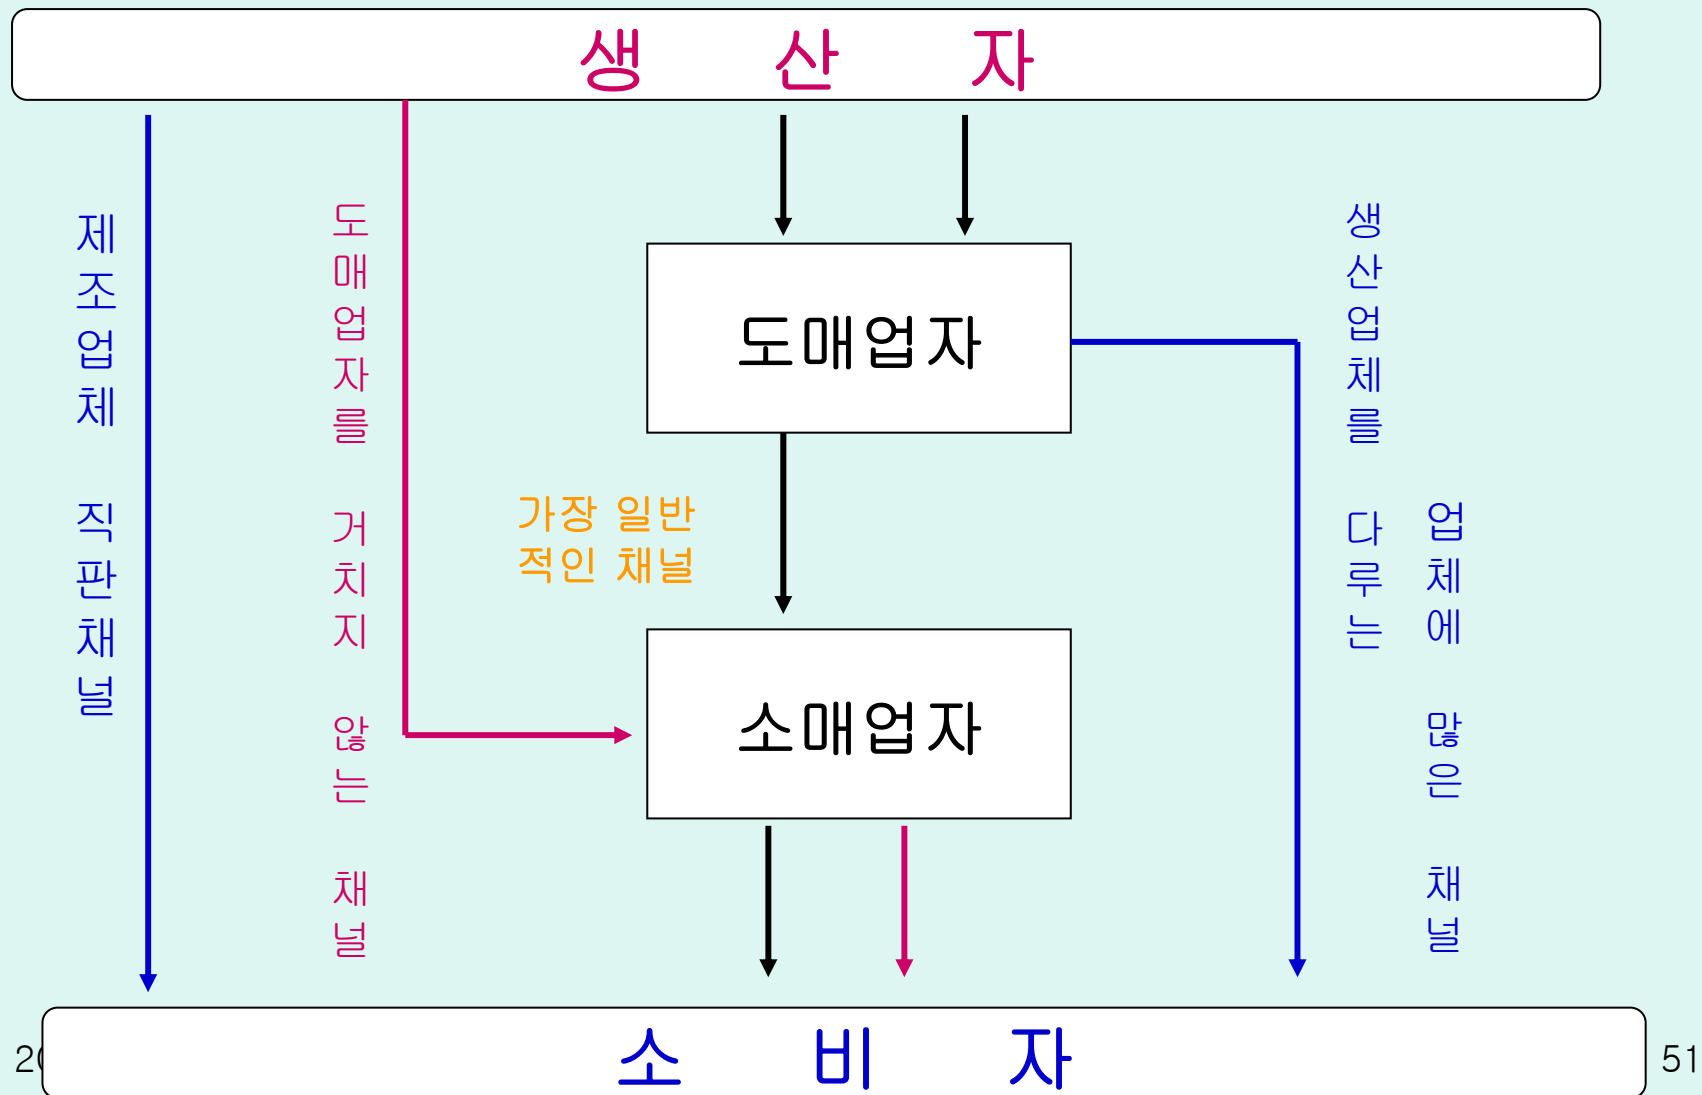 생 산 자
제조업체 직판채널
도매업자를 거치지 않는 채널
도매업자
가장 일반
적인 채널
소매업자
생산업체를 다루는
업체에 많은 채널
소 비 자
51